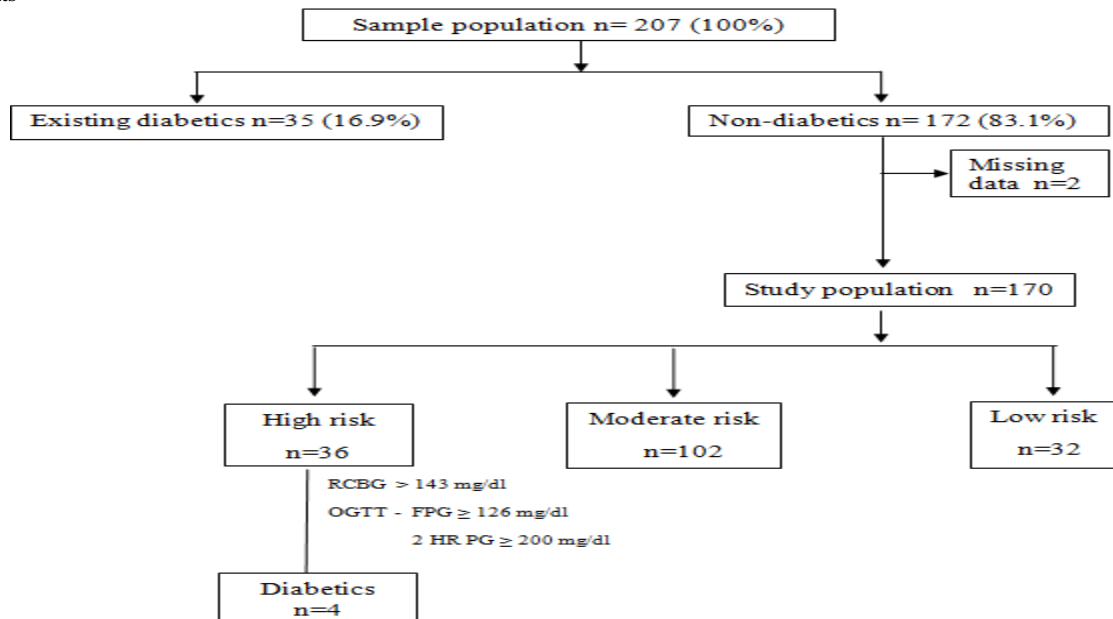 Sample population n= 207 (100%)
Existing diabetics n=35 (16.9%)
Non-diabetics n= 172 (83.1%)
Missing
data n=2
Study population n=170
High risk
n=36
Moderate risk
n=102
Low risk
n=32
RCBG > 143 mg/dl
OGTT - FPG ≥ 126 mg/dl
2 HR PG ≥ 200 mg/dl
Diabetics
n=4